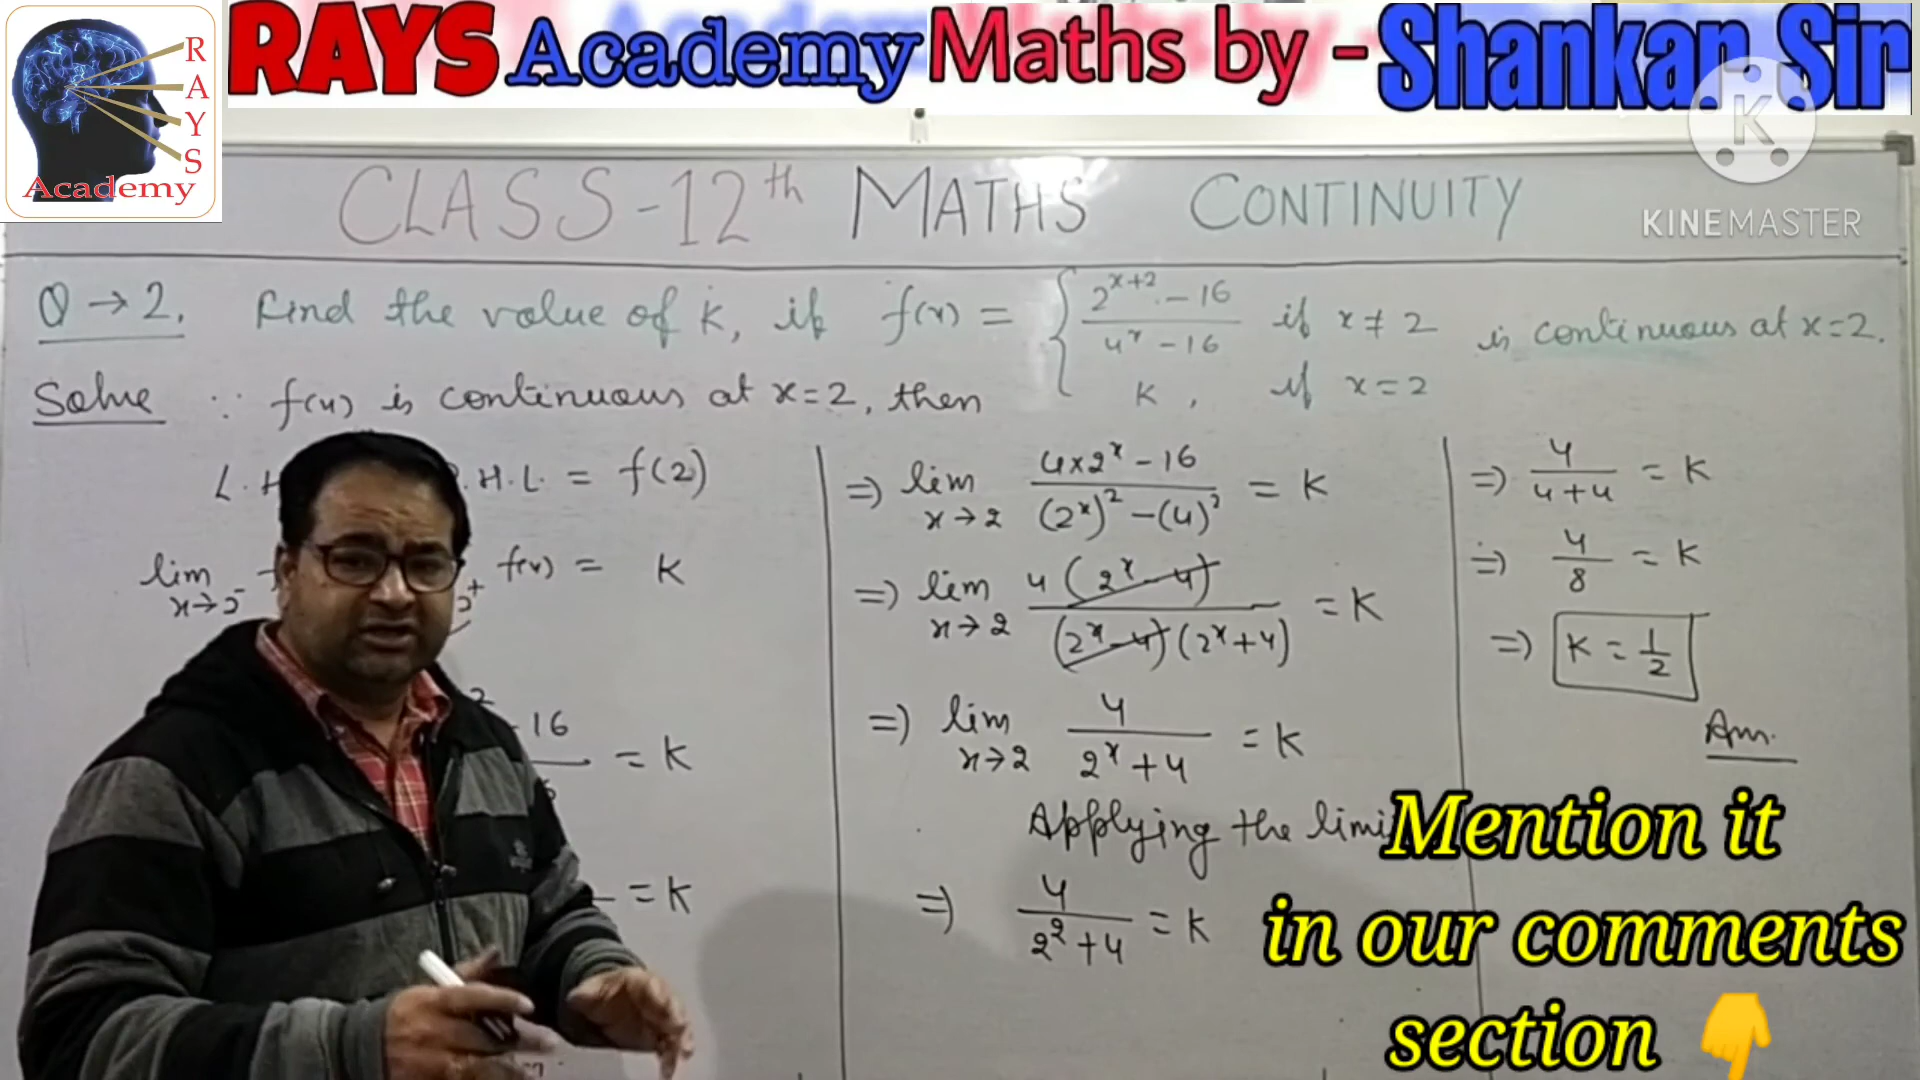 RAYS Academy Maths by - Shankar Sir
R
A
Y
S
Academy
K
KINEMASTER
CLASS-12th MATHS CONTINUITY
Q → 2. Find the value of K, if f(x) = { (2^(x+2) - 16)/(4^x - 16) if x ≠ 2 is continuous at x=2.
K, if x = 2
Solve ∵ f(x) is continuous at x=2, then
L.H R.H.L. = f(2)
lim x→2⁻ 2⁺ f(x) = K
- 16 = K
= K
⇒ lim x→2 (4×2^x - 16)/((2^x)² - (4)²) = K
⇒ lim x→2 4(2^x - 4)/((2^x - 4)(2^x + 4)) = K
⇒ lim x→2 4/(2^x + 4) = K
Applying the limi
⇒ 4/(2² + 4) = K
⇒ 4/(4+4) = K
⇒ 4/8 = K
⇒ K = 1/2
Ans.
Mention it
in our comments
section 👇